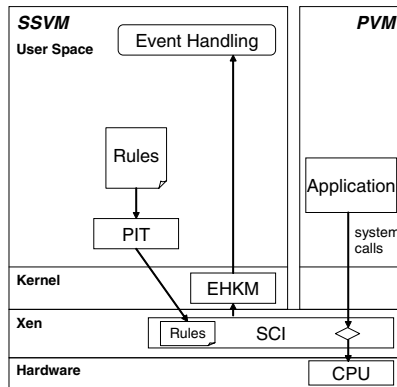 SSVM
PVM
User Space
Event Handling
Rules
Application
PIT
system
calls
Kernel
EHKM
Xen
Rules
SCI
Hardware
CPU